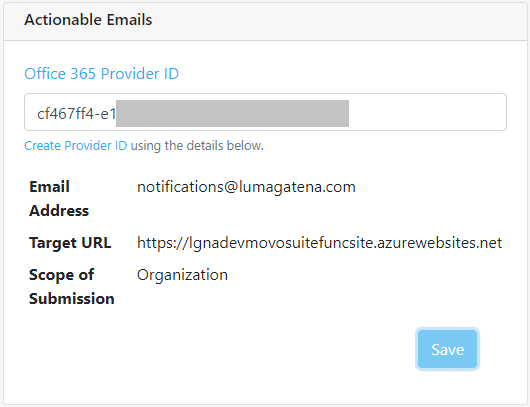 Actionable Emails
Office 365 Provider ID
cf467ff4-e1
Create Provider ID using the details below.
Email Address notifications@lumagatena.com
Target URL https://lgnadevmovosuitefuncsite.azurewebsites.net
Scope of Submission Organization
Save